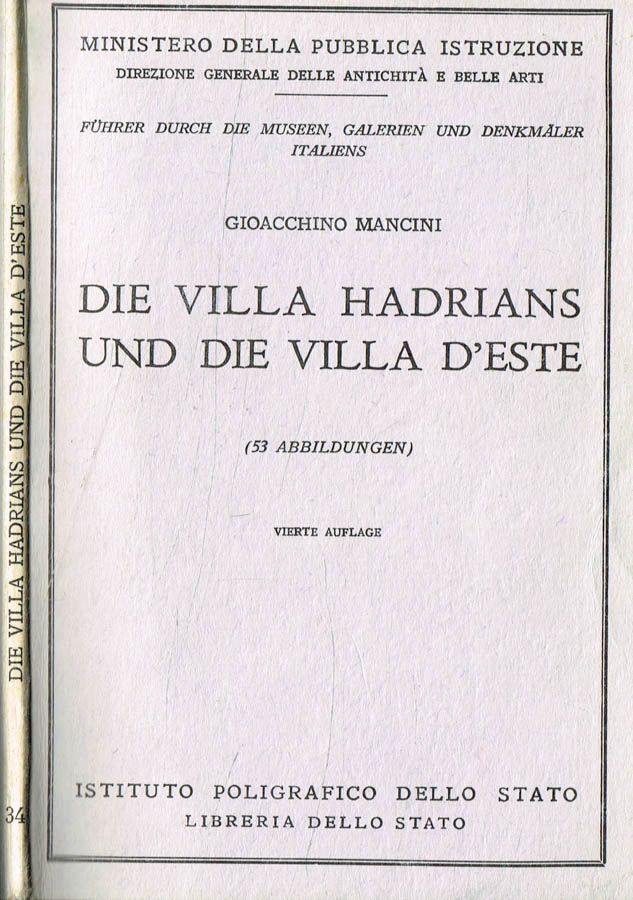 MINISTERO DELLA PUBBLICA ISTRUZIONE
DIREZIONE GENERALE DELLE ANTICHITÀ E BELLE ARTI
FÜHRER DURCH DIE MUSEEN, GALERIEN UND DENKMÄLER
ITALIENS
GIOACCHINO MANCINI
DIE VILLA HADRIANS
UND DIE VILLA D'ESTE
(53 ABBILDUNGEN)
VIERTE AUFLAGE
ISTITUTO POLIGRAFICO DELLO STATO
LIBRERIA DELLO STATO
DIE VILLA HADRIANS UND DIE VILLA D'ESTE
34